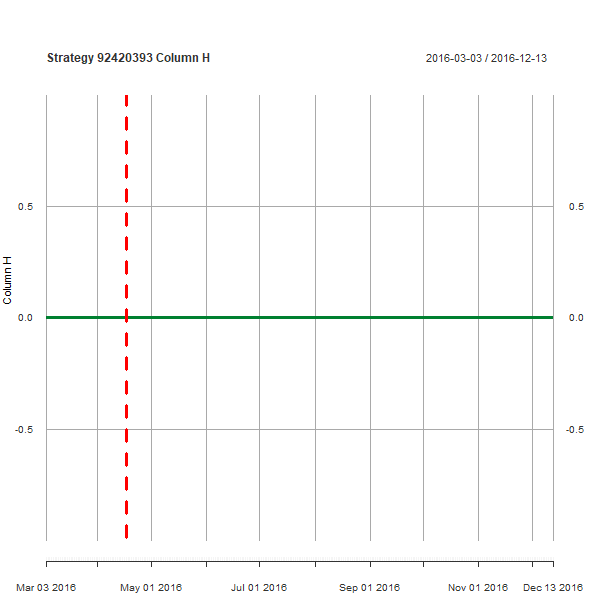 Strategy 92420393 Column H
2016-03-03 / 2016-12-13
0.5
0.5
Column H
0.0
0.0
-0.5
-0.5
Mar 03 2016
May 01 2016
Jul 01 2016
Sep 01 2016
Nov 01 2016
Dec 13 2016